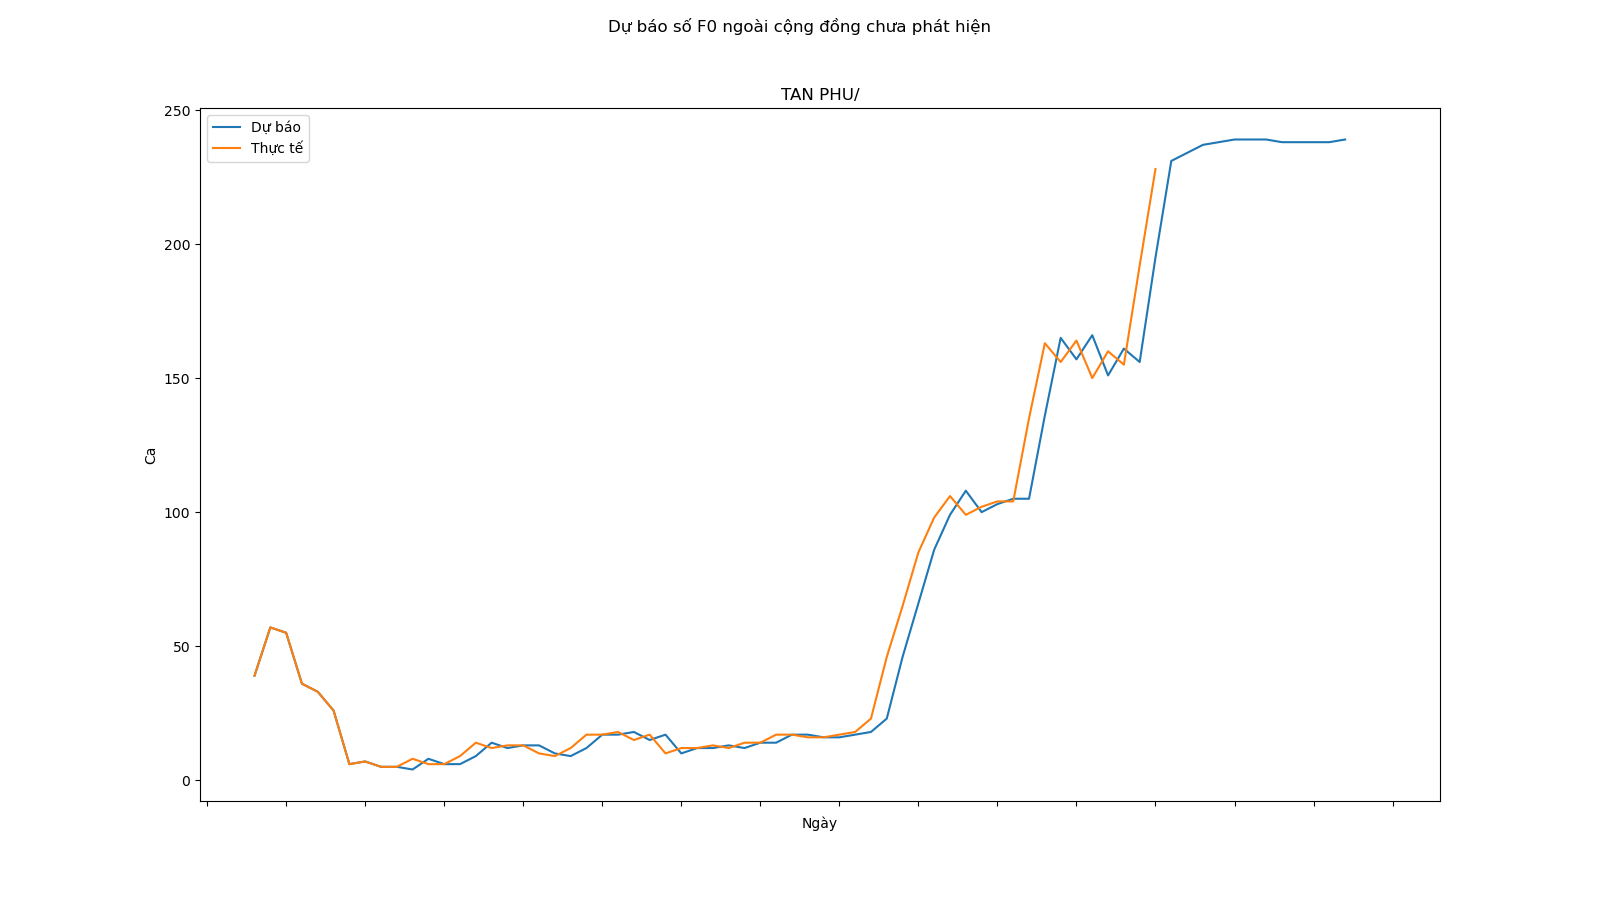 Dự báo số F0 ngoài cộng đồng chưa phát hiện
TAN PHU/
250
200
150
100
50
0
Dự báo
Thực tế
Ca
Ngày